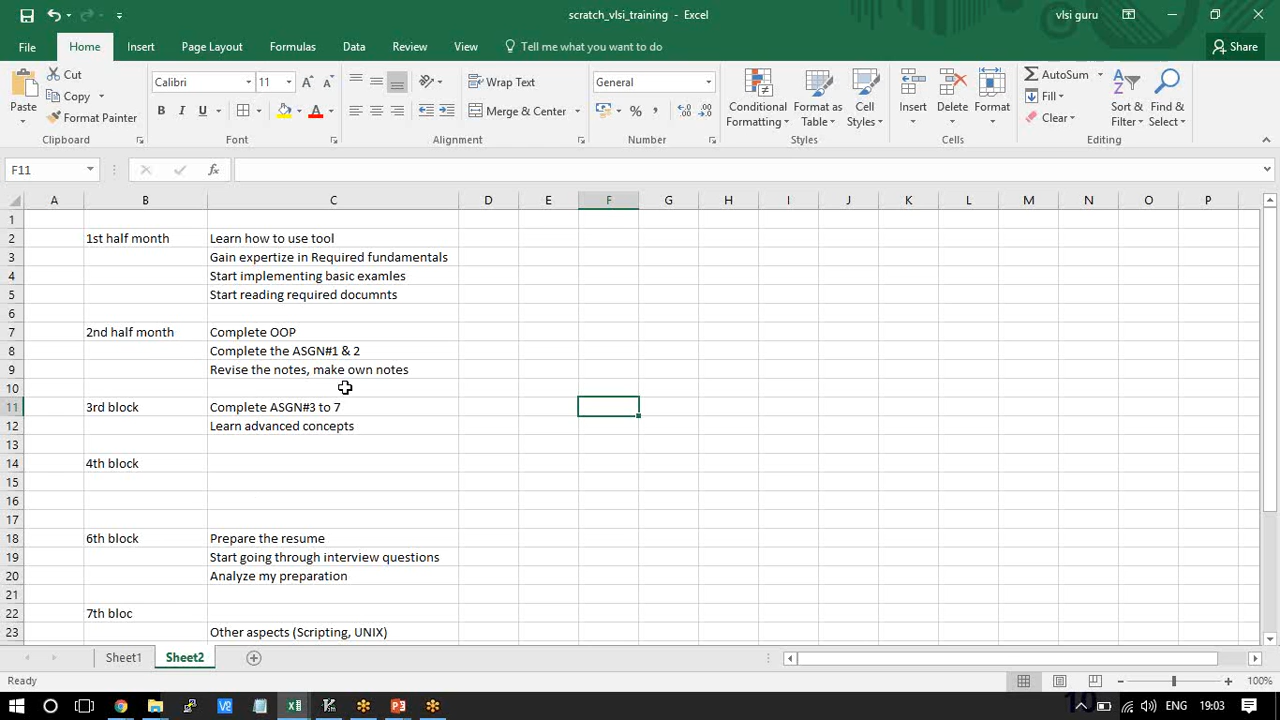 scratch_vlsi_training - Excel
vlsi guru
File Home Insert Page Layout Formulas Data Review View Tell me what you want to do Share
Paste
Cut
Copy
Format Painter
Clipboard
Calibri 11
B I U
Font
Wrap Text
Merge & Center
Alignment
General
%
Number
Conditional Formatting
Format as Table
Cell Styles
Styles
Insert Delete Format
Cells
AutoSum
Fill
Clear
Sort & Filter
Find & Select
Editing
F11 fx
A B C D E F G H I J K L M N O P
1
2 1st half month Learn how to use tool
3 Gain expertize in Required fundamentals
4 Start implementing basic examles
5 Start reading required documnts
6
7 2nd half month Complete OOP
8 Complete the ASGN#1 & 2
9 Revise the notes, make own notes
10
11 3rd block Complete ASGN#3 to 7
12 Learn advanced concepts
13
14 4th block
15
16
17
18 6th block Prepare the resume
19 Start going through interview questions
20 Analyze my preparation
21
22 7th bloc
23 Other aspects (Scripting, UNIX)
Sheet1 Sheet2
Ready 100%
ENG 19:03